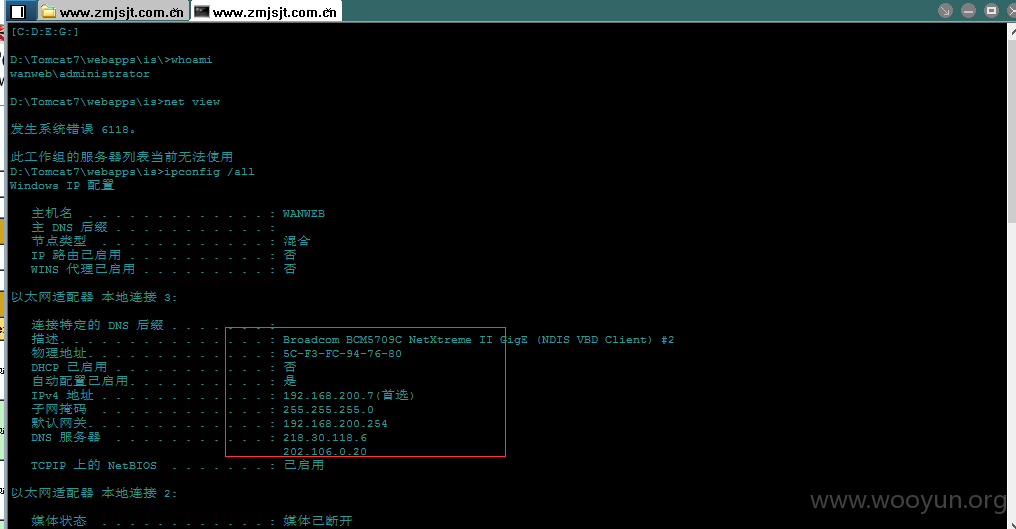 www.zmjsjt.com.cn www.zmjsjt.com.cn
[C:D:E:G:]
D:\Tomcat7\webapps\is\>whoami
wanweb\administrator
D:\Tomcat7\webapps\is>net view
发生系统错误 6118。
此工作组的服务器列表当前无法使用
D:\Tomcat7\webapps\is>ipconfig /all
Windows IP 配置
主机名 . . . . . . . . . . . . . : WANWEB
主 DNS 后缀 . . . . . . . . . . . :
节点类型 . . . . . . . . . . . . : 混合
IP 路由已启用 . . . . . . . . . . : 否
WINS 代理已启用 . . . . . . . . . : 否
以太网适配器 本地连接 3:
连接特定的 DNS 后缀 . . . . . . . :
描述. . . . . . . . . . . . . . . : Broadcom BCM5709C NetXtreme II GigE (NDIS VBD Client) #2
物理地址. . . . . . . . . . . . . : 5C-F3-FC-94-76-80
DHCP 已启用 . . . . . . . . . . . : 否
自动配置已启用. . . . . . . . . . : 是
IPv4 地址 . . . . . . . . . . . . : 192.168.200.7(首选)
子网掩码 . . . . . . . . . . . . : 255.255.255.0
默认网关. . . . . . . . . . . . . : 192.168.200.254
DNS 服务器 . . . . . . . . . . . : 218.30.118.6
202.106.0.20
TCPIP 上的 NetBIOS . . . . . . . : 已启用
以太网适配器 本地连接 2:
媒体状态 . . . . . . . . . . . . : 媒体已断开
www.wooyun.org